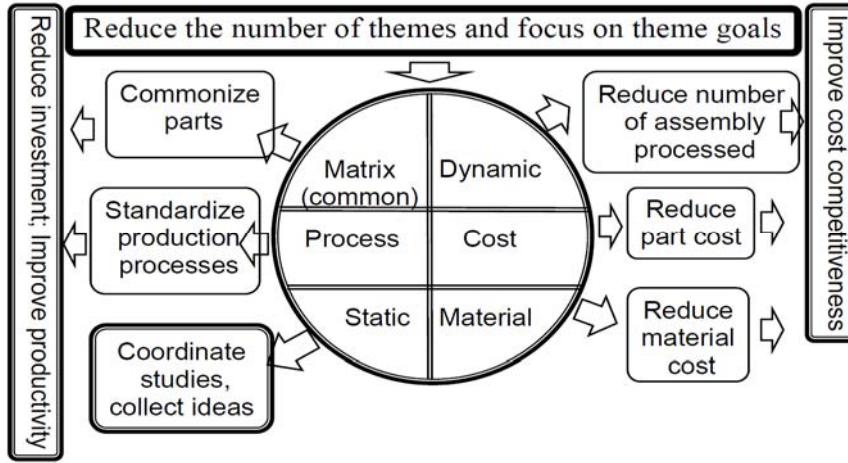 Reduce the number of themes and focus on theme goals
Reduce investment; Improve productivity
Commonize
parts
Standardize
production
processes
Coordinate
studies,
collect ideas
Matrix
(common)
Dynamic
Process
Cost
Static
Material
Reduce number
of assembly
processed
Reduce
part cost
Reduce
material
cost
Improve cost competitiveness